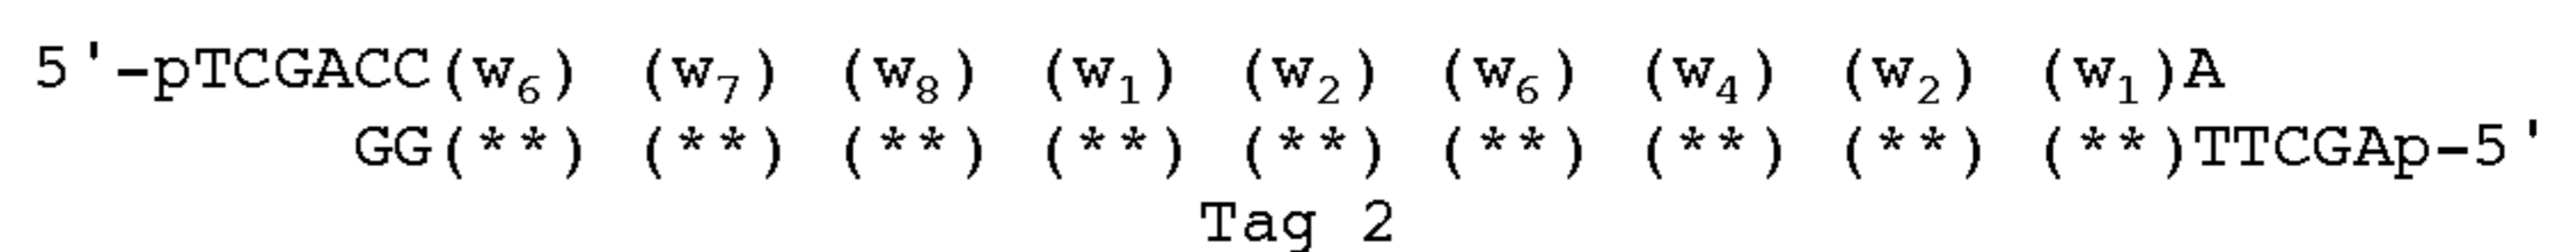 5'-pTCGACC(w₆) (w₇) (w₈) (w₁) (w₂) (w₆) (w₄) (w₂) (w₁)A
GG(**) (**) (**) (**) (**) (**) (**) (**) (**)TTCGAp-5'
Tag 2